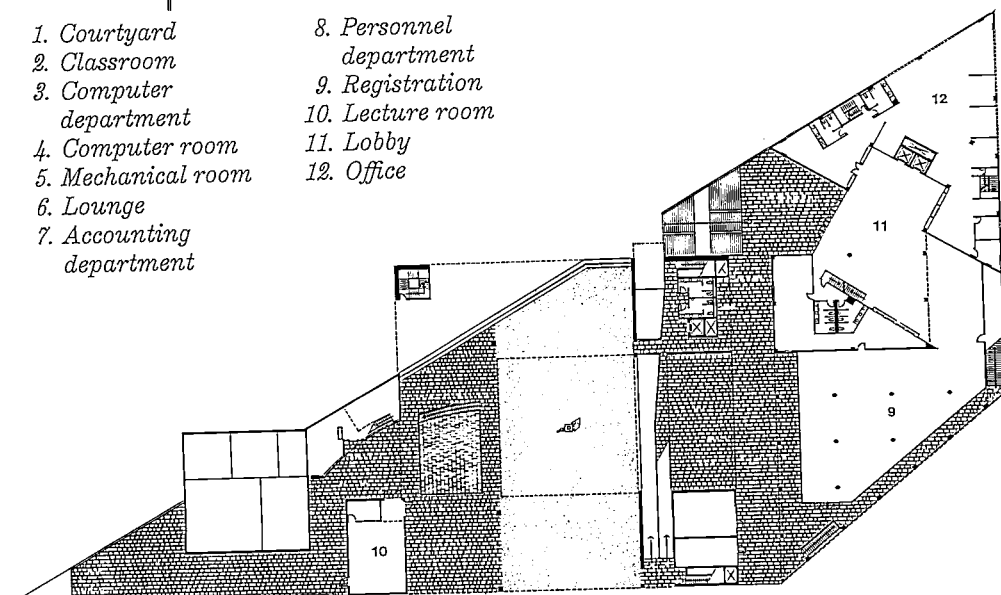 1. Courtyard
2. Classroom
3. Computer
department
4. Computer room
5. Mechanical room
6. Lounge
7. Accounting
department
8. Personnel
department
9. Registration
10. Lecture room
11. Lobby
12. Office
12
11
9
10